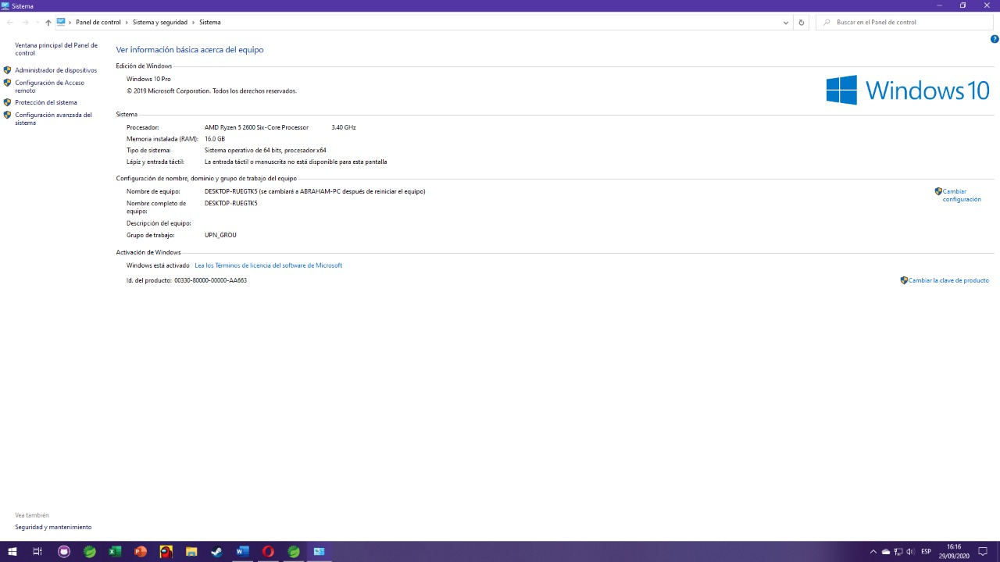 Sistema
Panel de control › Sistema y seguridad › Sistema
Buscar en el Panel de control
Ventana principal del Panel de
control
Administrador de dispositivos
Configuración de Acceso
remoto
Protección del sistema
Configuración avanzada del
sistema
Ver información básica acerca del equipo
Edición de Windows
Windows 10 Pro
© 2019 Microsoft Corporation. Todos los derechos reservados.
Windows 10
Sistema
Procesador: AMD Ryzen 5 2600 Six-Core Processor 3.40 GHz
Memoria instalada (RAM): 16.0 GB
Tipo de sistema: Sistema operativo de 64 bits, procesador x64
Lápiz y entrada táctil: La entrada táctil o manuscrita no está disponible para esta pantalla
Configuración de nombre, dominio y grupo de trabajo del equipo
Nombre de equipo: DESKTOP-RUEGTK5 (se cambiará a ABRAHAM-PC después de reiniciar el equipo)
Cambiar
configuración
Nombre completo de
equipo: DESKTOP-RUEGTK5
Descripción del equipo:
Grupo de trabajo: UPN_GROU
Activación de Windows
Windows está activado Lea los Términos de licencia del software de Microsoft
Id. del producto: 00330-80000-00000-AA663
Cambiar la clave de producto
Vea también
Seguridad y mantenimiento
ESP
16:16
29/09/2020